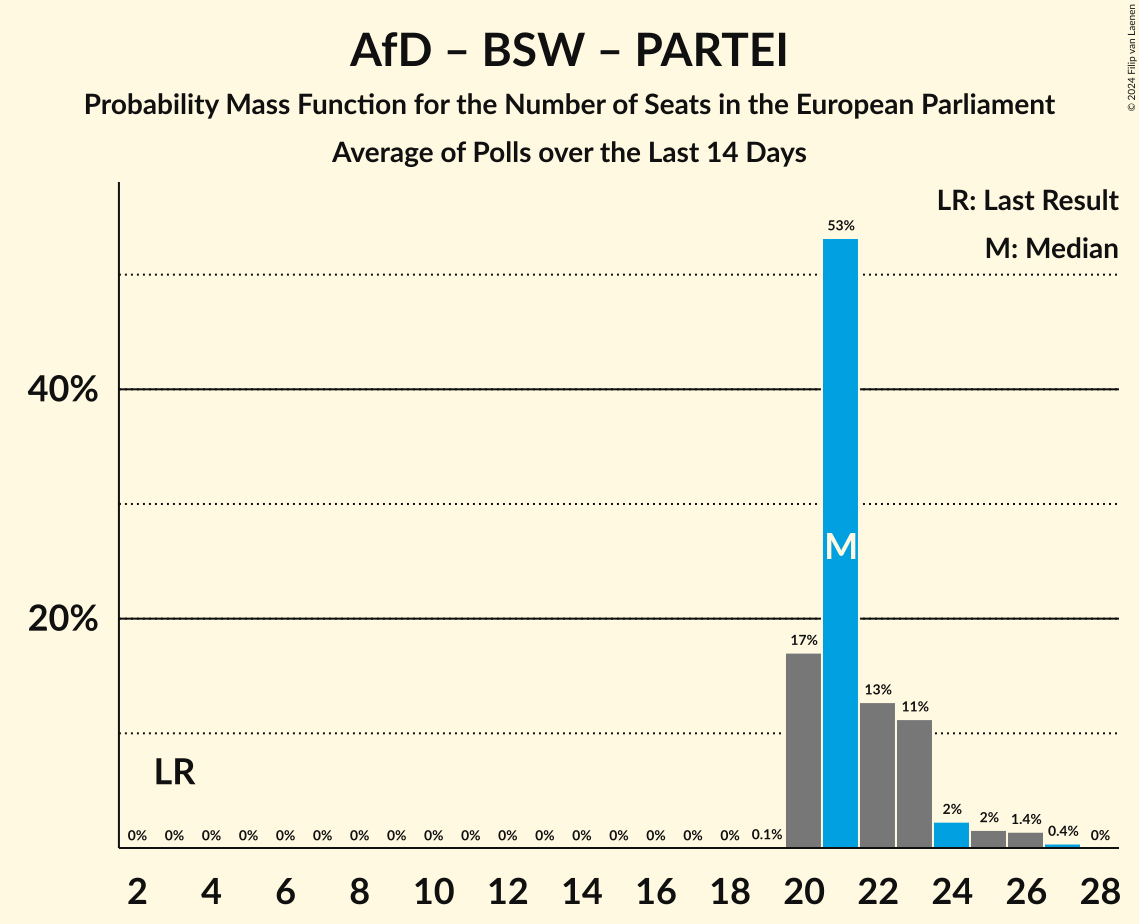 AfD – BSW – PARTEI
Probability Mass Function for the Number of Seats in the European Parliament
Average of Polls over the Last 14 Days
© 2024 Filip van Laenen
LR: Last Result
M: Median
53%
40%
M
20%
17%
13%
11%
LR
0% 0% 0% 0% 0% 0% 0% 0% 0% 0% 0% 0% 0% 0% 0% 0% 0% 0.1% 2% 2% 1.4% 0.4% 0%
2 4 6 8 10 12 14 16 18 20 22 24 26 28